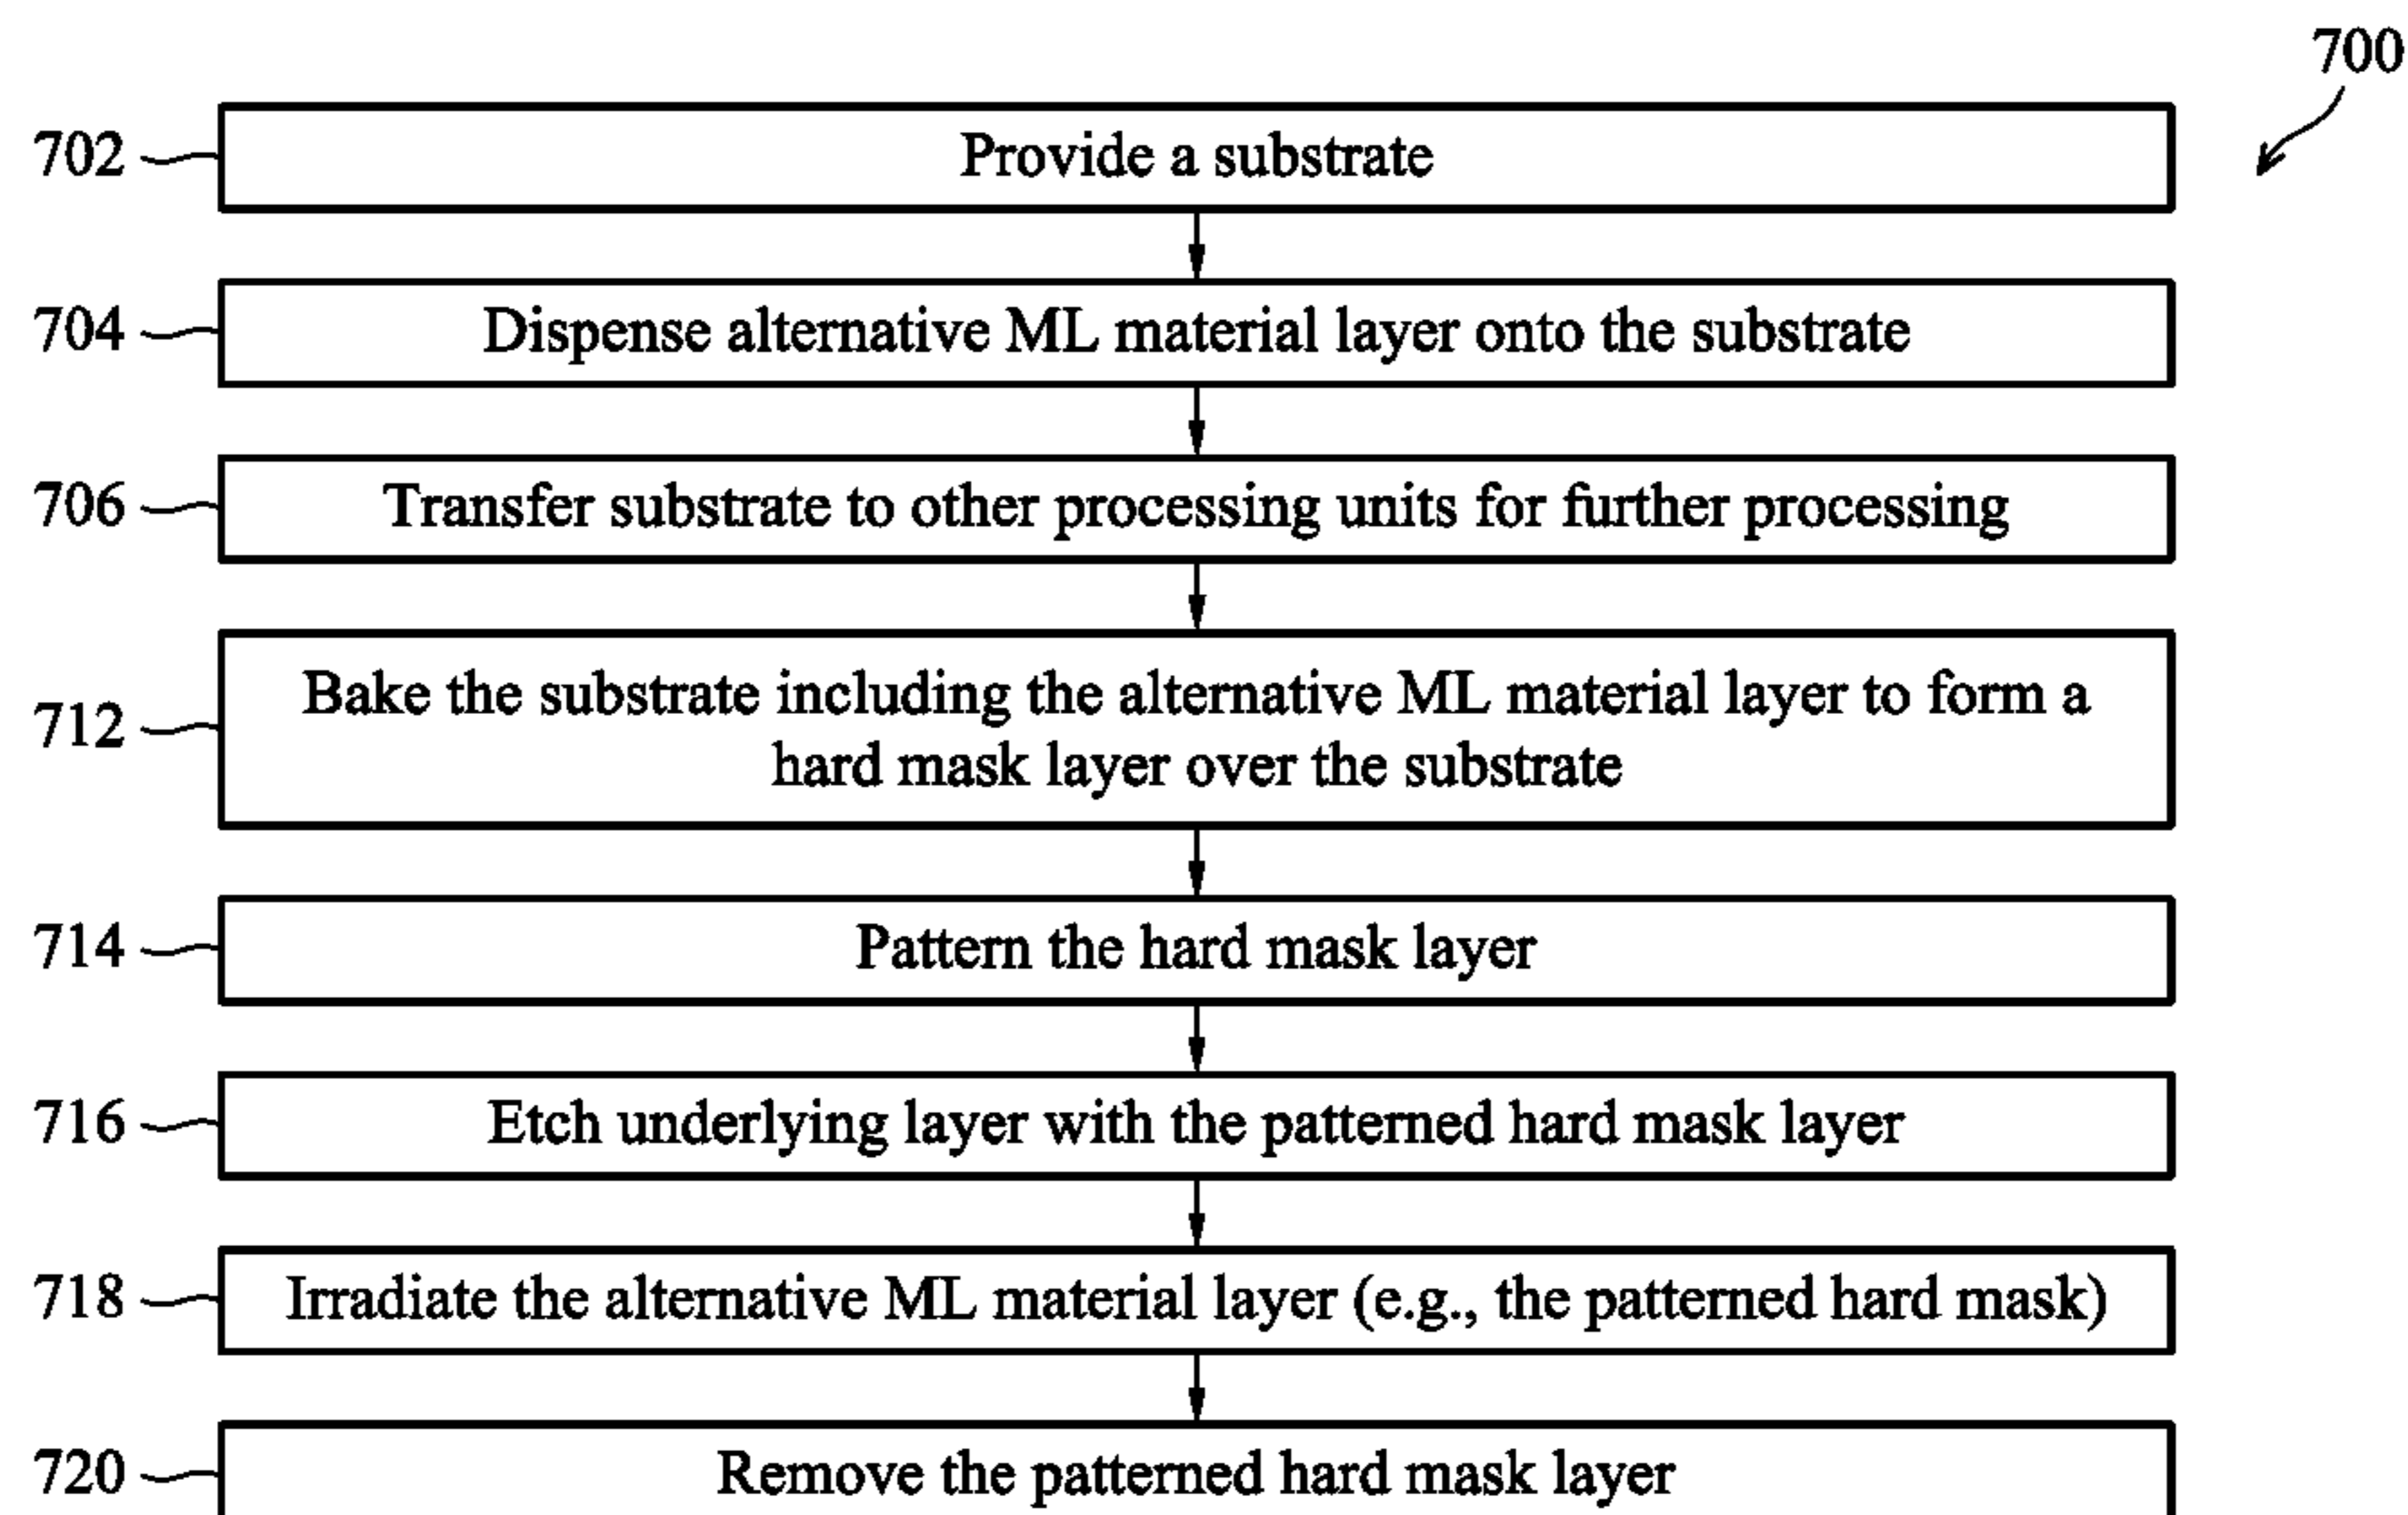 700
702
Provide a substrate
704
Dispense alternative ML material layer onto the substrate
706
Transfer substrate to other processing units for further processing
712
Bake the substrate including the alternative ML material layer to form a
hard mask layer over the substrate
714
Pattern the hard mask layer
716
Etch underlying layer with the patterned hard mask layer
718
Irradiate the alternative ML material layer (e.g., the patterned hard mask)
720
Remove the patterned hard mask layer